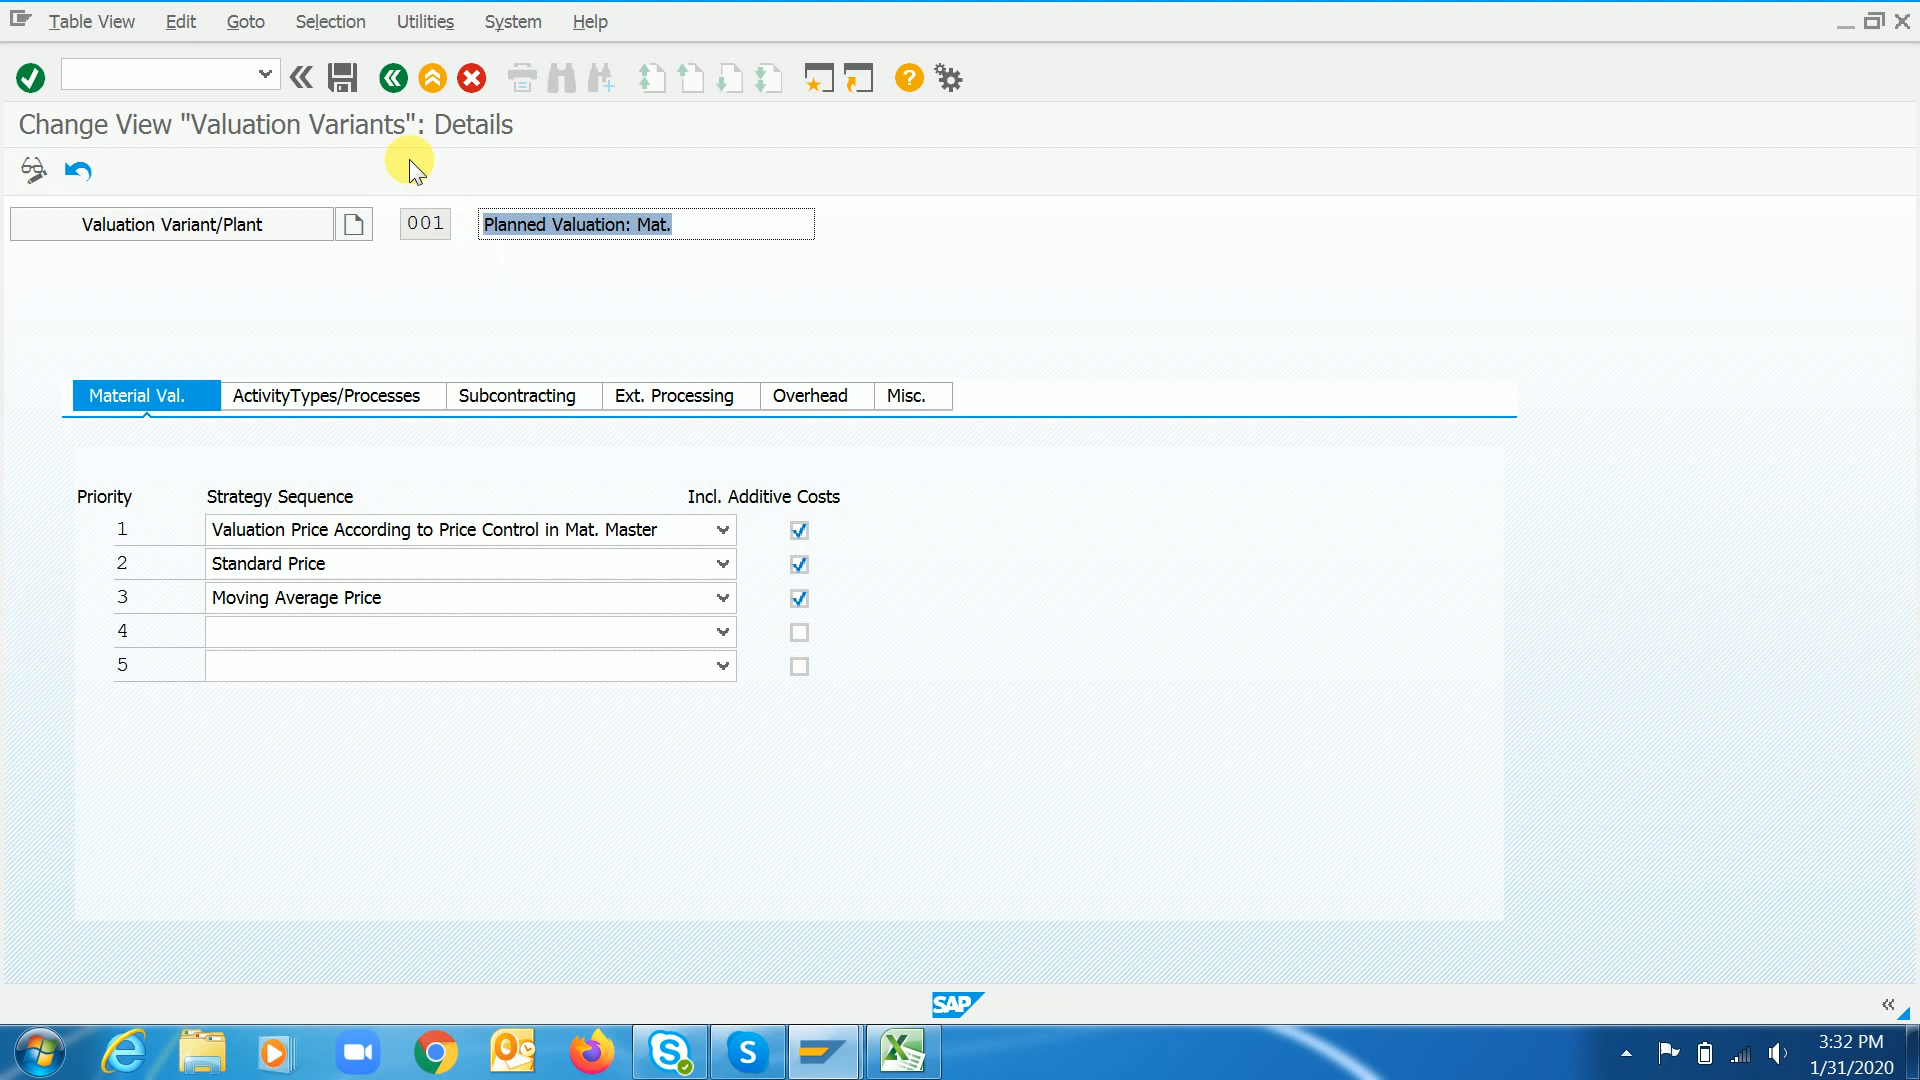 Table View Edit Goto Selection Utilities System Help
Change View "Valuation Variants": Details
Valuation Variant/Plant 001 Planned Valuation: Mat.
Material Val. ActivityTypes/Processes Subcontracting Ext. Processing Overhead Misc.
Priority Strategy Sequence Incl. Additive Costs
1 Valuation Price According to Price Control in Mat. Master
2 Standard Price
3 Moving Average Price
4
5
SAP
3:32 PM
1/31/2020